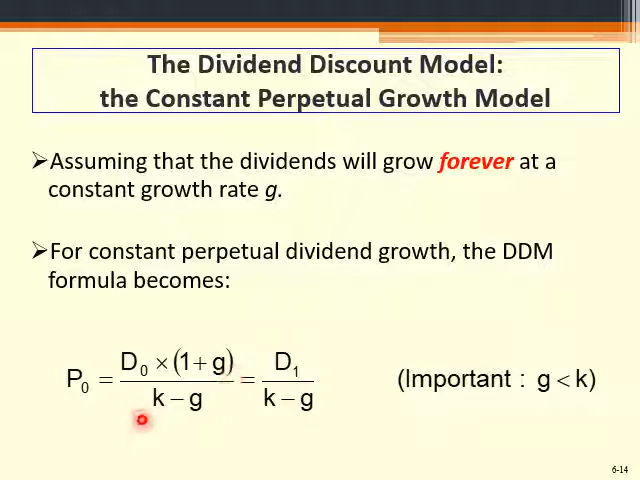 The Dividend Discount Model:
the Constant Perpetual Growth Model
➢Assuming that the dividends will grow forever at a
constant growth rate g.
➢For constant perpetual dividend growth, the DDM
formula becomes:
P₀ = D₀ × (1 + g) / k − g = D₁ / k − g (Important : g < k)
6-14